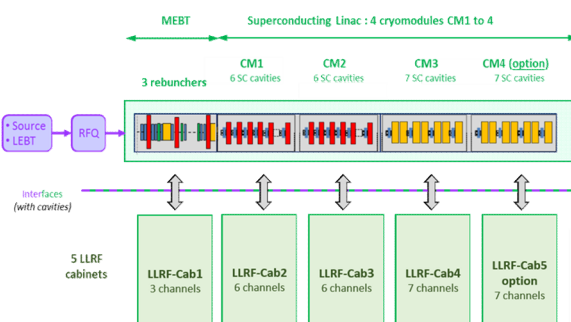 MEBT
Superconducting Linac : 4 cryomodules CM1 to 4
3 rebunchers
CM1
6 SC cavities
CM2
6 SC cavities
CM3
7 SC cavities
CM4 (option)
7 SC cavities
• Source
• LEBT
RFQ
Interfaces
(with cavities)
5 LLRF
cabinets
LLRF-Cab1
3 channels
LLRF-Cab2
6 channels
LLRF-Cab3
6 channels
LLRF-Cab4
7 channels
LLRF-Cab5
option
7 channels